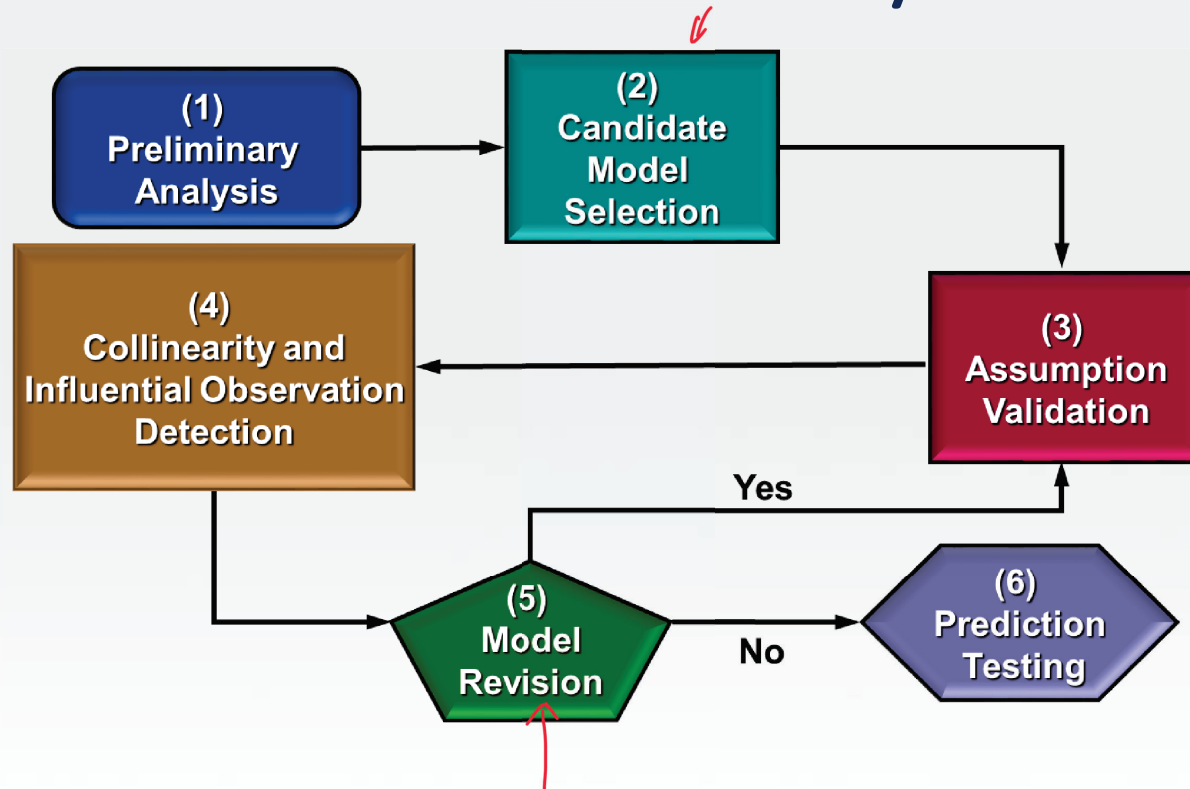 (1)
Preliminary
Analysis
(2)
Candidate
Model
Selection
(3)
Assumption
Validation
(4)
Collinearity and
Influential Observation
Detection
Yes
(5)
Model
Revision
No
(6)
Prediction
Testing